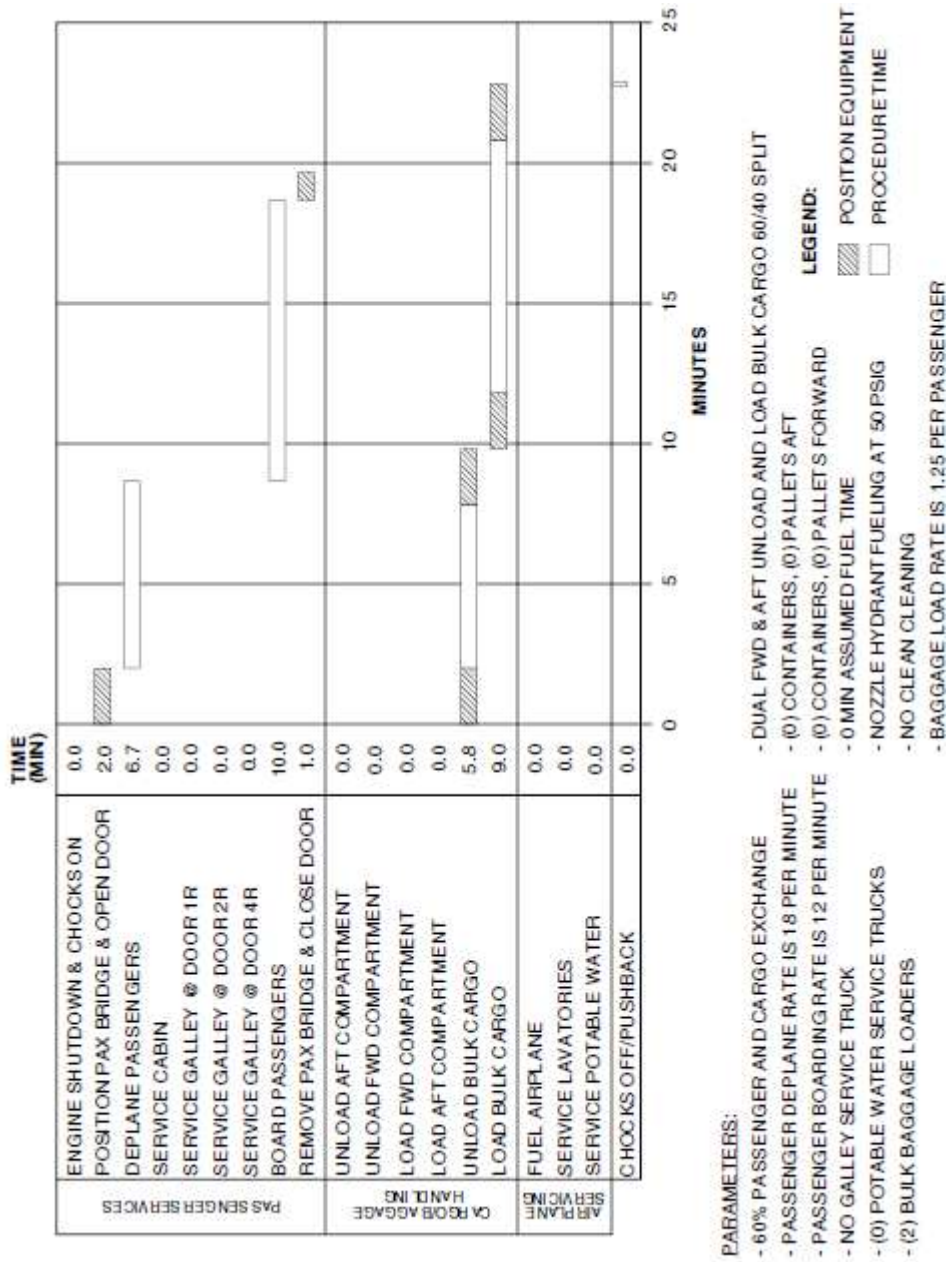 TIME
(MIN)
PASSENGER SERVICES
ENGINE SHUTDOWN & CHOCKS ON 0.0
POSITION PAX BRIDGE & OPEN DOOR 2.0
DEPLANE PASSENGERS 6.7
SERVICE CABIN 0.0
SERVICE GALLEY @ DOOR 1R 0.0
SERVICE GALLEY @ DOOR 2R 0.0
SERVICE GALLEY @ DOOR 4R 0.0
BOARD PASSENGERS 10.0
REMOVE PAX BRIDGE & CLOSE DOOR 1.0
CARGO/BAGGAGE
HANDLING
UNLOAD AFT COMPARTMENT 0.0
UNLOAD FWD COMPARTMENT 0.0
LOAD FWD COMPARTMENT 0.0
LOAD AFT COMPARTMENT 0.0
UNLOAD BULK CARGO 5.8
LOAD BULK CARGO 9.0
AIRPLANE
SERVICING
FUEL AIRPLANE 0.0
SERVICE LAVATORIES 0.0
SERVICE POTABLE WATER 0.0
CHOCKS OFF/PUSHBACK 0.0
0 5 10 15 20 25
MINUTES
PARAMETERS:
- 60% PASSENGER AND CARGO EXCHANGE
- PASSENGER DEPLANE RATE IS 18 PER MINUTE
- PASSENGER BOARDING RATE IS 12 PER MINUTE
- NO GALLEY SERVICE TRUCK
- (0) POTABLE WATER SERVICE TRUCKS
- (2) BULK BAGGAGE LOADERS
- DUAL FWD & AFT UNLOAD AND LOAD BULK CARGO 60/40 SPLIT
- (0) CONTAINERS, (0) PALLETS AFT
- (0) CONTAINERS, (0) PALLETS FORWARD
- 0 MIN ASSUMED FUEL TIME
- NOZZLE HYDRANT FUELING AT 50 PSIG
- NO CLEAN CLEANING
- BAGGAGE LOAD RATE IS 1.25 PER PASSENGER
LEGEND:
POSITION EQUIPMENT
PROCEDURE TIME